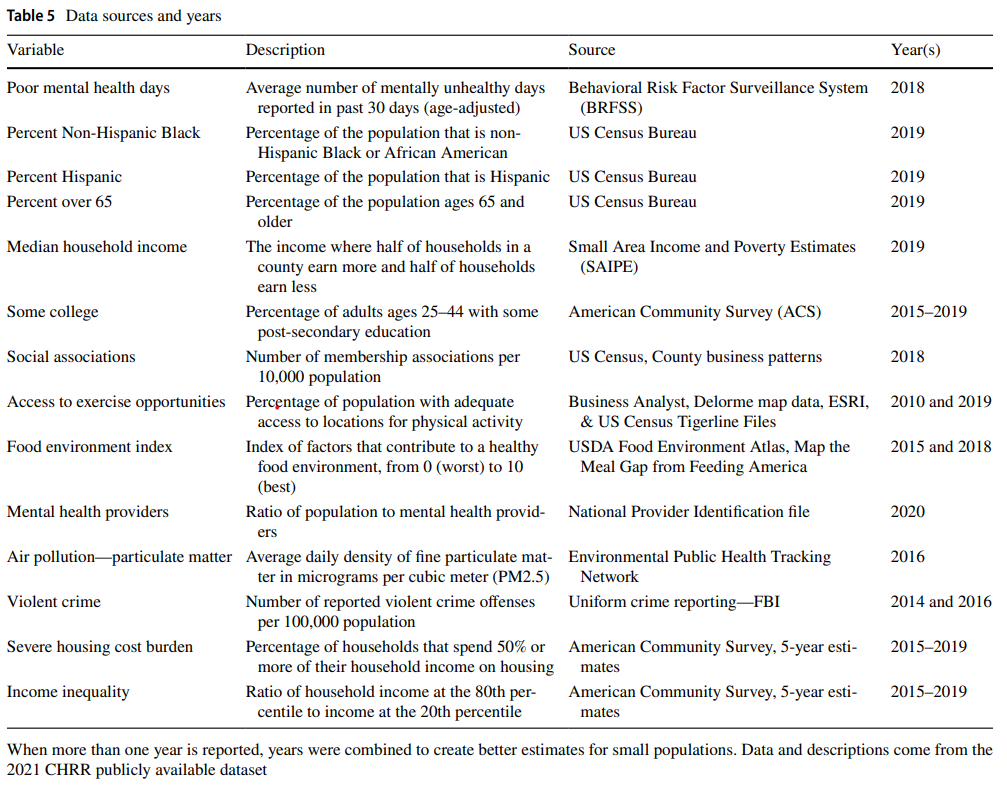 Table 5 Data sources and years
Variable Description Source Year(s)
Poor mental health days Average number of mentally unhealthy days Behavioral Risk Factor Surveillance System 2018
reported in past 30 days (age-adjusted) (BRFSS)
Percent Non-Hispanic Black Percentage of the population that is non- US Census Bureau 2019
Hispanic Black or African American
Percent Hispanic Percentage of the population that is Hispanic US Census Bureau 2019
Percent over 65 Percentage of the population ages 65 and US Census Bureau 2019
older
Median household income The income where half of households in a Small Area Income and Poverty Estimates 2019
county earn more and half of households (SAIPE)
earn less
Some college Percentage of adults ages 25–44 with some American Community Survey (ACS) 2015–2019
post-secondary education
Social associations Number of membership associations per US Census, County business patterns 2018
10,000 population
Access to exercise opportunities Percentage of population with adequate Business Analyst, Delorme map data, ESRI, 2010 and 2019
access to locations for physical activity & US Census Tigerline Files
Food environment index Index of factors that contribute to a healthy USDA Food Environment Atlas, Map the 2015 and 2018
food environment, from 0 (worst) to 10 Meal Gap from Feeding America
(best)
Mental health providers Ratio of population to mental health provid- National Provider Identification file 2020
ers
Air pollution—particulate matter Average daily density of fine particulate mat- Environmental Public Health Tracking 2016
ter in micrograms per cubic meter (PM2.5) Network
Violent crime Number of reported violent crime offenses Uniform crime reporting—FBI 2014 and 2016
per 100,000 population
Severe housing cost burden Percentage of households that spend 50% or American Community Survey, 5-year esti- 2015–2019
more of their household income on housing mates
Income inequality Ratio of household income at the 80th per- American Community Survey, 5-year esti- 2015–2019
centile to income at the 20th percentile mates
When more than one year is reported, years were combined to create better estimates for small populations. Data and descriptions come from the
2021 CHRR publicly available dataset